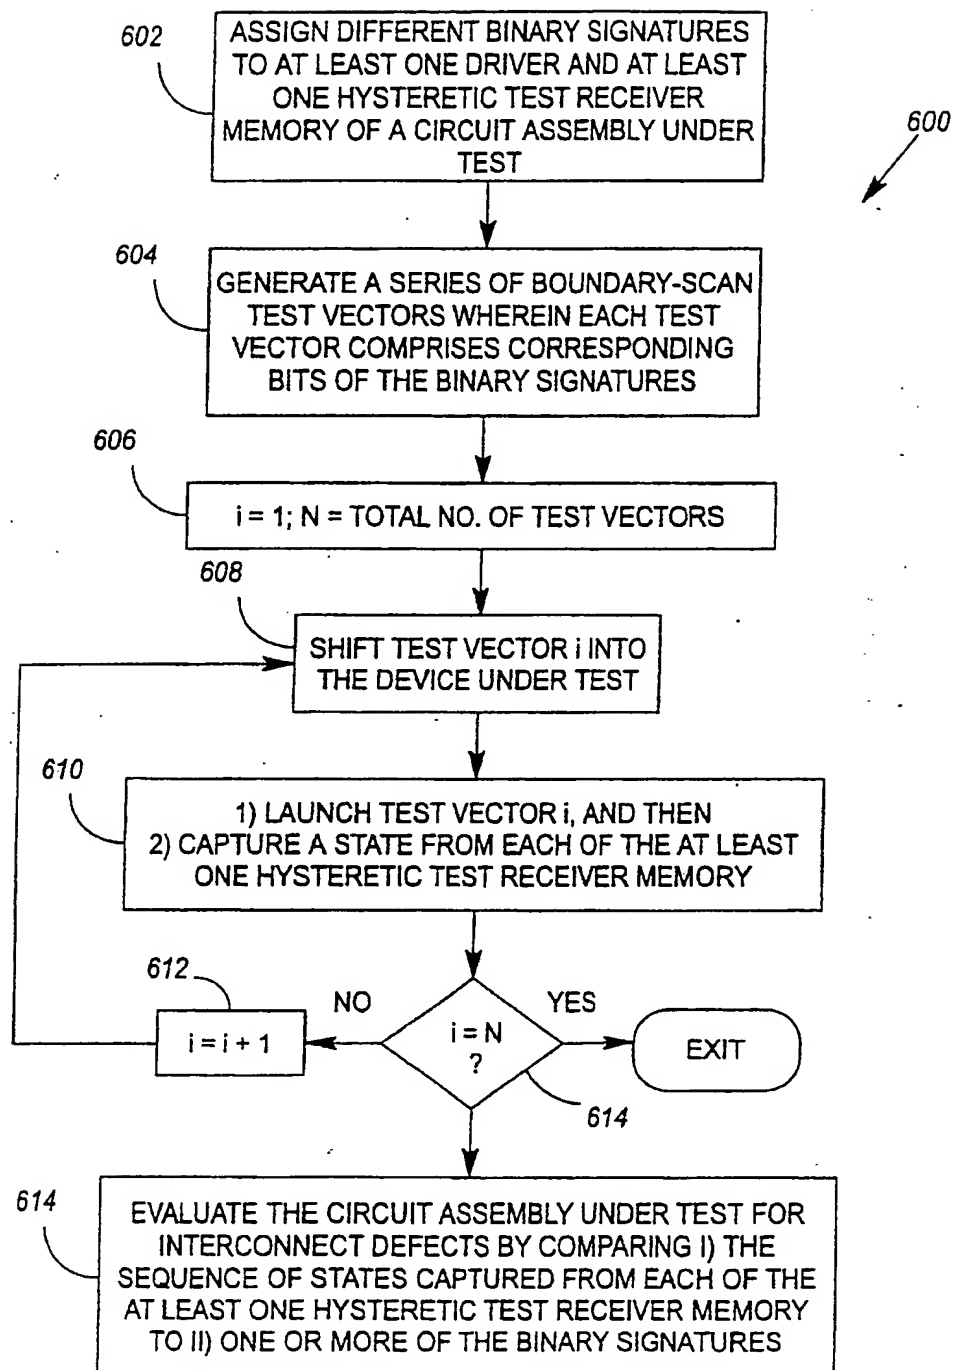 602
ASSIGN DIFFERENT BINARY SIGNATURES
TO AT LEAST ONE DRIVER AND AT LEAST
ONE HYSTERETIC TEST RECEIVER
MEMORY OF A CIRCUIT ASSEMBLY UNDER
TEST
600
604
GENERATE A SERIES OF BOUNDARY-SCAN
TEST VECTORS WHEREIN EACH TEST
VECTOR COMPRISES CORRESPONDING
BITS OF THE BINARY SIGNATURES
606
i = 1; N = TOTAL NO. OF TEST VECTORS
608
SHIFT TEST VECTOR i INTO
THE DEVICE UNDER TEST
610
1) LAUNCH TEST VECTOR i, AND THEN
2) CAPTURE A STATE FROM EACH OF THE AT LEAST
ONE HYSTERETIC TEST RECEIVER MEMORY
612
NO
YES
i = i + 1
i = N
?
EXIT
614
614
EVALUATE THE CIRCUIT ASSEMBLY UNDER TEST FOR
INTERCONNECT DEFECTS BY COMPARING I) THE
SEQUENCE OF STATES CAPTURED FROM EACH OF THE
AT LEAST ONE HYSTERETIC TEST RECEIVER MEMORY
TO II) ONE OR MORE OF THE BINARY SIGNATURES